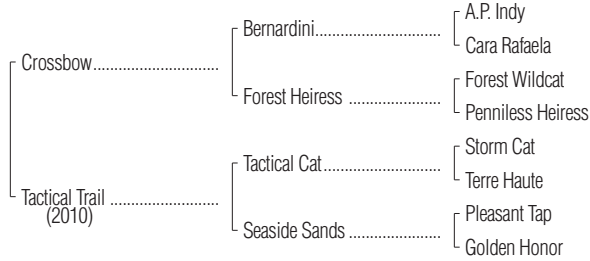 A.P. Indy
Bernardini
Cara Rafaela
Crossbow
Forest Wildcat
Forest Heiress
Penniless Heiress
Storm Cat
Tactical Cat
Terre Haute
Tactical Trail
(2010)
Pleasant Tap
Seaside Sands
Golden Honor